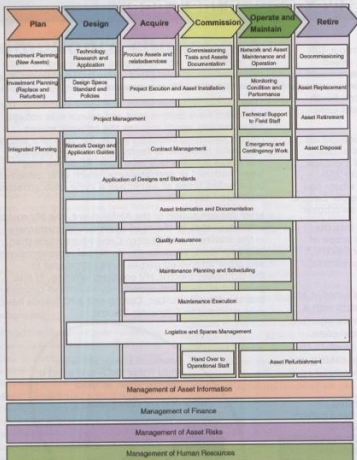 Plan
Design
Acquire
Commission
Operate and
Maintain
Retire
Investment Planning
(New Assets)
Technology
Research and
Application
Procure Assets and
relatedservices
Commissioning
Tests and Assets
Documentation
Network and Asset
Maintenance and
Operation
Decommissioning
Investment Planning
(Replace and
Refurbish)
Design Space
Standard and
Policies
Project Excution and Asset Installation
Monitoring
Condition and
Performance
Asset Replacement
Project Management
Technical Support
to Field Staff
Asset Retirement
Integrated Planning
Network Design and
Application Guides
Contract Management
Emergency and
Contingency Work
Asset Disposal
Application of Designs and Standards
Asset Information and Documentation
Quality Assurance
Maintenance Planning and Scheduling
Maintenance Execution
Logistics and Sparse Management
Hand Over to
Operational Staff
Asset Refurbishment
Management of Asset Information
Management of Finance
Management of Asset Risks
Management of Human Resources